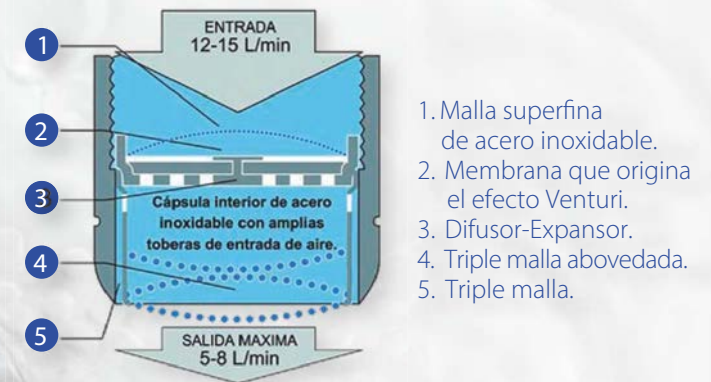 ENTRADA
12-15 L/min
1
2
3
Cápsula interior de acero
inoxidable con amplias
toberas de entrada de aire.
4
5
SALIDA MAXIMA
5-8 L/min
1. Malla superfina
de acero inoxidable.
2. Membrana que origina
el efecto Venturi.
3. Difusor-Expansor.
4. Triple malla abovedada.
5. Triple malla.